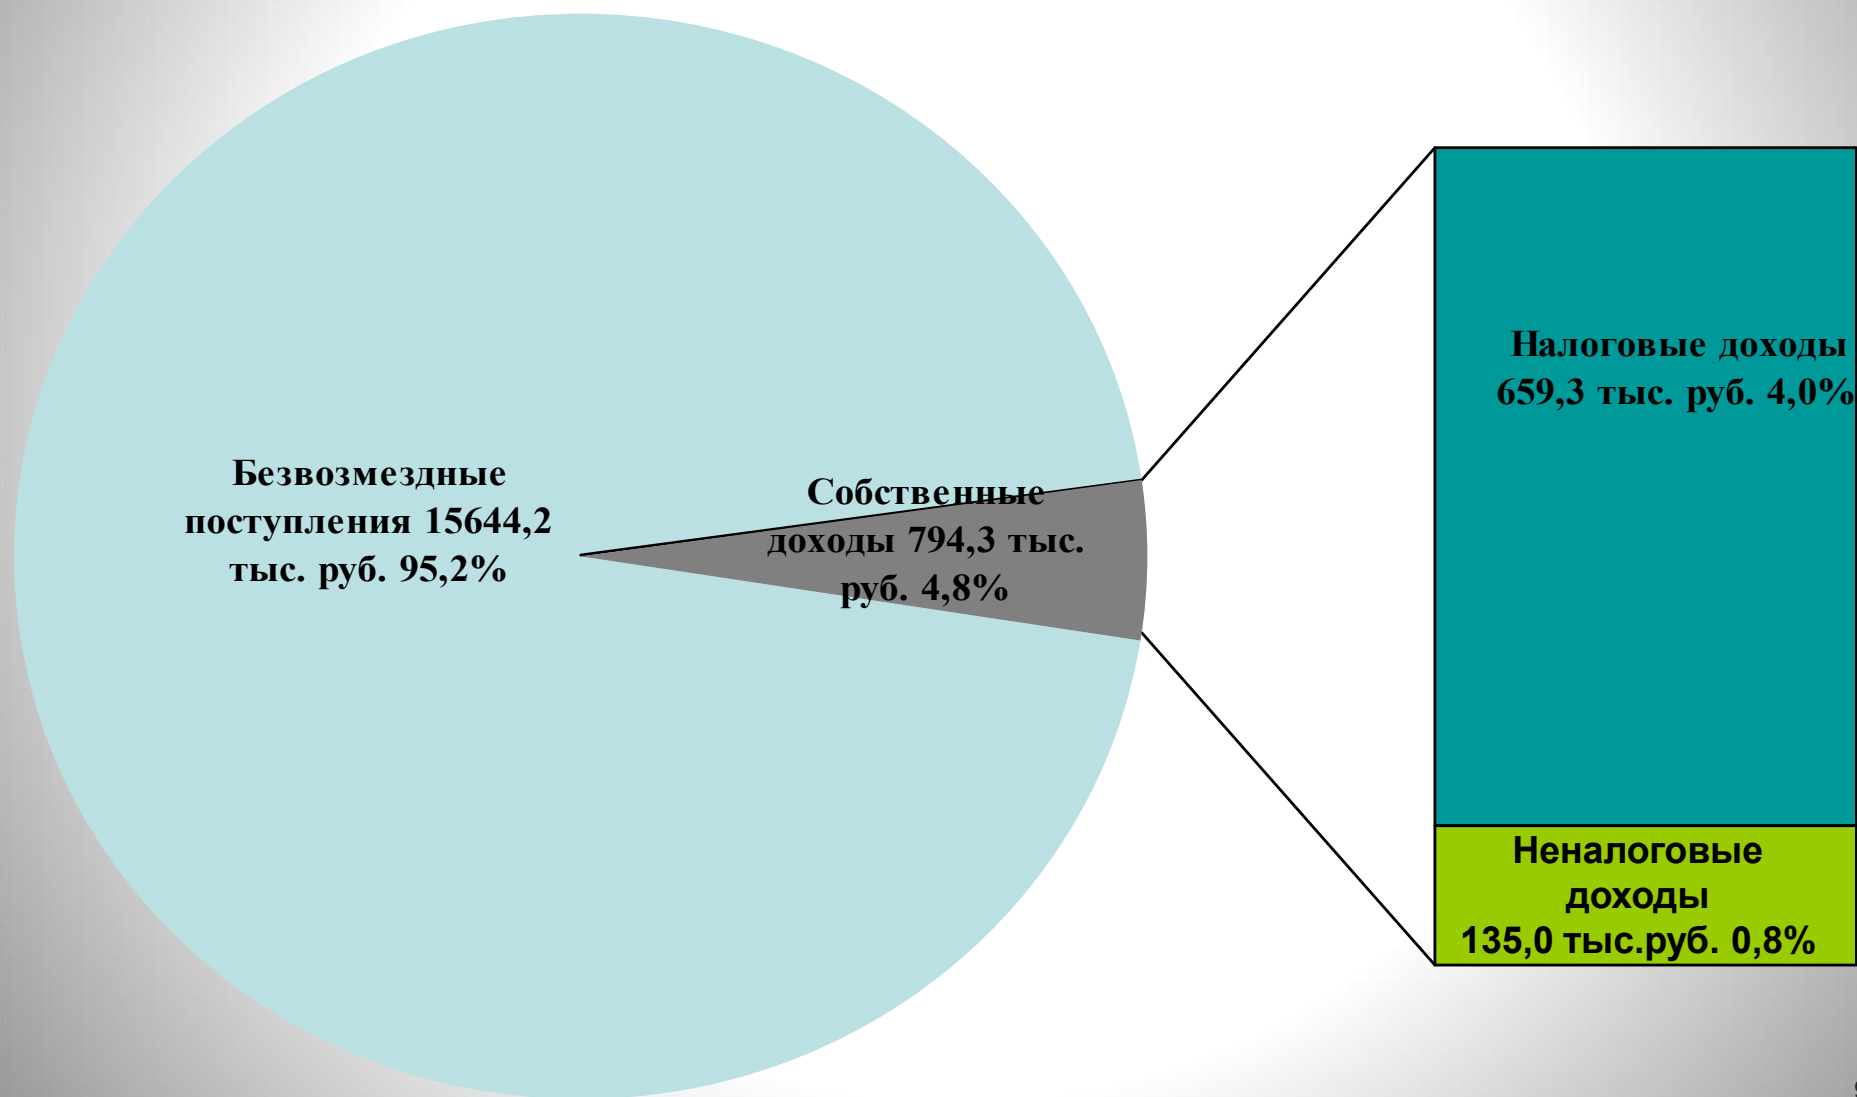 Безвозмездные
поступления 15644,2
тыс. руб. 95,2%
Собственные
доходы 794,3 тыс.
руб. 4,8%
Налоговые доходы
659,3 тыс. руб. 4,0%
Неналоговые
доходы
135,0 тыс.руб. 0,8%